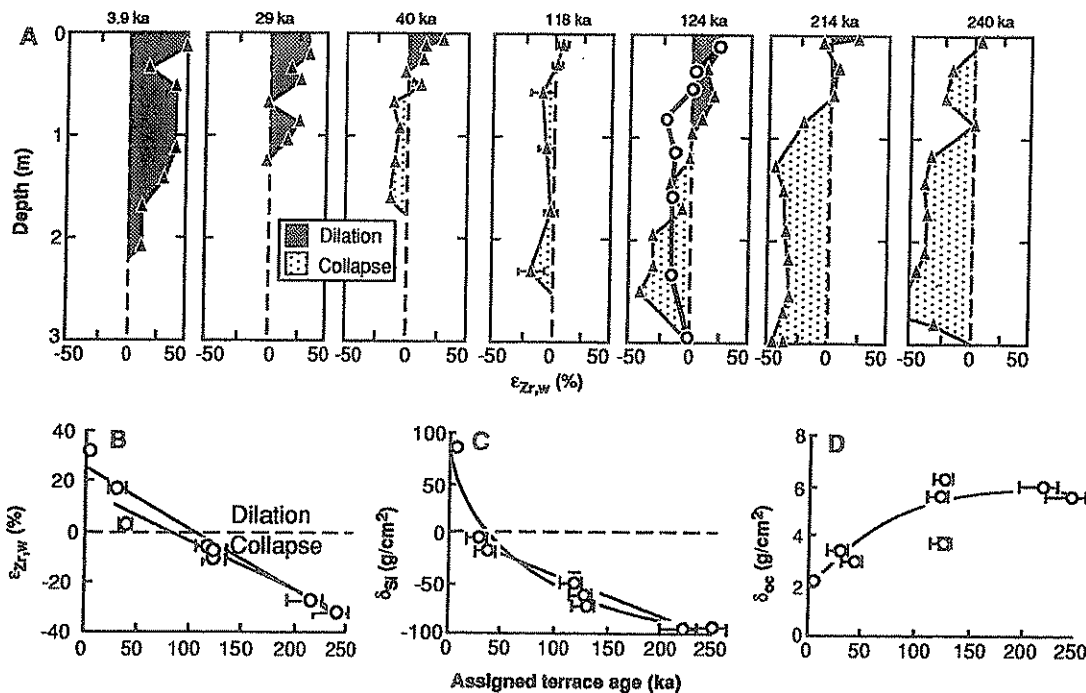 A
3.9 ka 29 ka 40 ka 118 ka 124 ka 214 ka 240 ka
0
1
2
3
Depth (m)
Dilation
Collapse
-50 0 50 -50 0 50 -50 0 50 -50 0 50 -50 0 50 -50 0 50 -50 0 50
εZr,w (%)
B
40
20
0
-20
-40
εZr,w (%)
Dilation
Collapse
0 50 100 150 200 250
C
100
50
0
-50
-100
δSi (g/cm²)
0 50 100 150 200 250
D
8
6
4
2
0
δoc (g/cm²)
0 50 100 150 200 250
Assigned terrace age (ka)